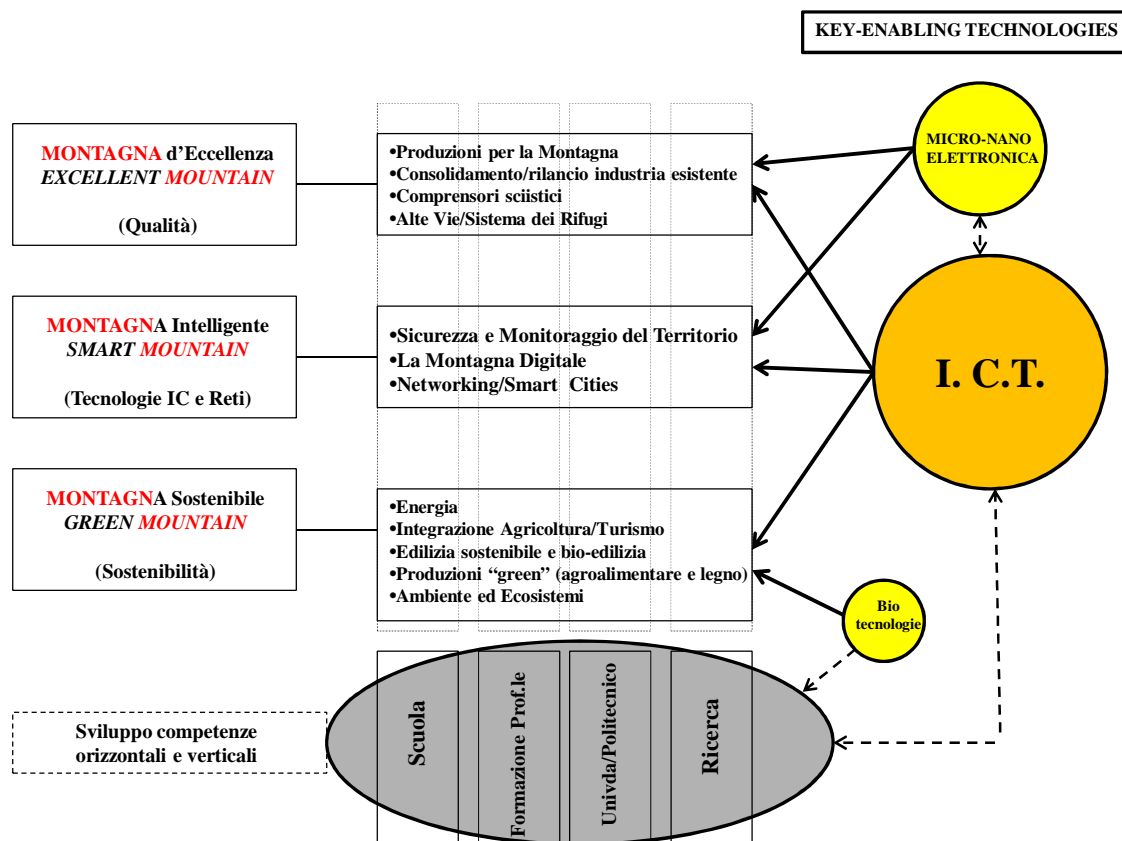 KEY-ENABLING TECHNOLOGIES
MONTAGNA d'Eccellenza
EXCELLENT MOUNTAIN
(Qualità)
•Produzioni per la Montagna
•Consolidamento/rilancio industria esistente
•Comprensori sciistici
•Alte Vie/Sistema dei Rifugi
MICRO-NANO
ELETTRONICA
MONTAGNA Intelligente
SMART MOUNTAIN
(Tecnologie IC e Reti)
•Sicurezza e Monitoraggio del Territorio
•La Montagna Digitale
•Networking/Smart Cities
I. C.T.
MONTAGNA Sostenibile
GREEN MOUNTAIN
(Sostenibilità)
•Energia
•Integrazione Agricoltura/Turismo
•Edilizia sostenibile e bio-edilizia
•Produzioni “green” (agroalimentare e legno)
•Ambiente ed Ecosistemi
Bio
tecnologie
Sviluppo competenze
orizzontali e verticali
Scuola
Formazione Prof.le
Univda/Politecnico
Ricerca